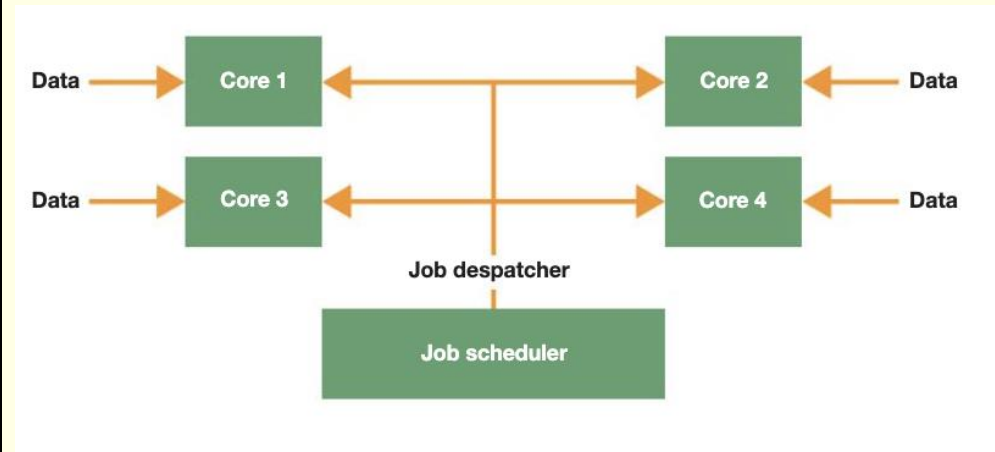 Data Core 1 Core 2 Data
Data Core 3 Core 4 Data
Job despatcher
Job scheduler